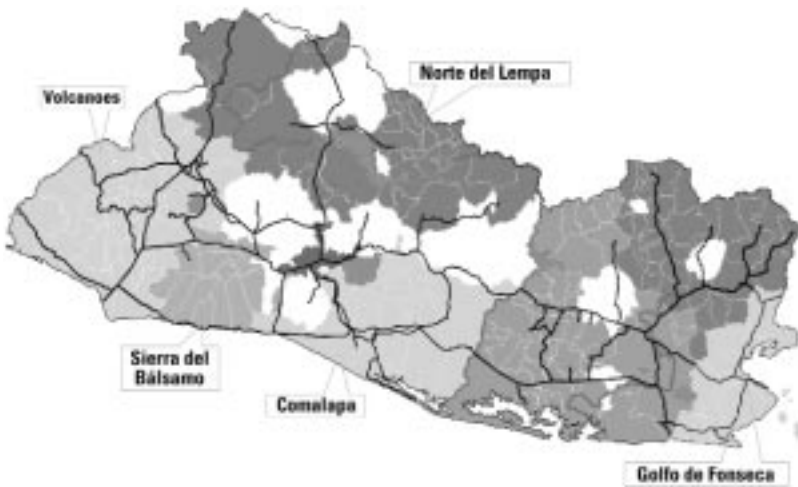 Norte del Lempa
Volcanoes
Sierra del
Bálsamo
Comalapa
Golfo de Fonseca